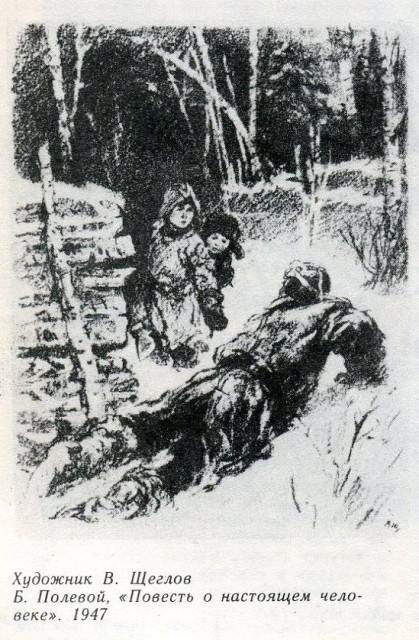 Художник В. Щеглов
Б. Полевой, «Повесть о настоящем чело-
веке». 1947